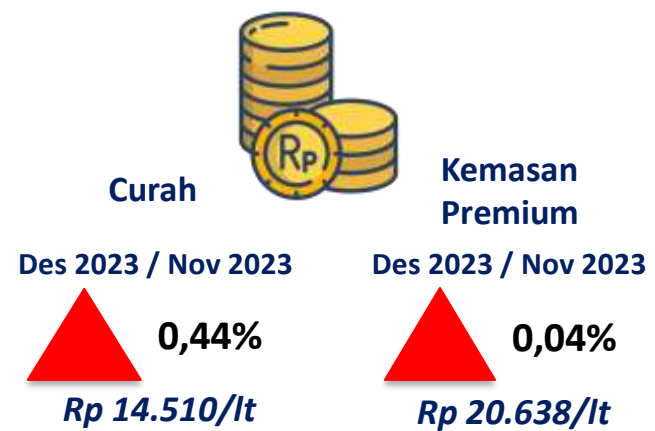 Rp
Curah
Kemasan
Premium
Des 2023 / Nov 2023
Des 2023 / Nov 2023
0,44%
0,04%
Rp 14.510/lt
Rp 20.638/lt